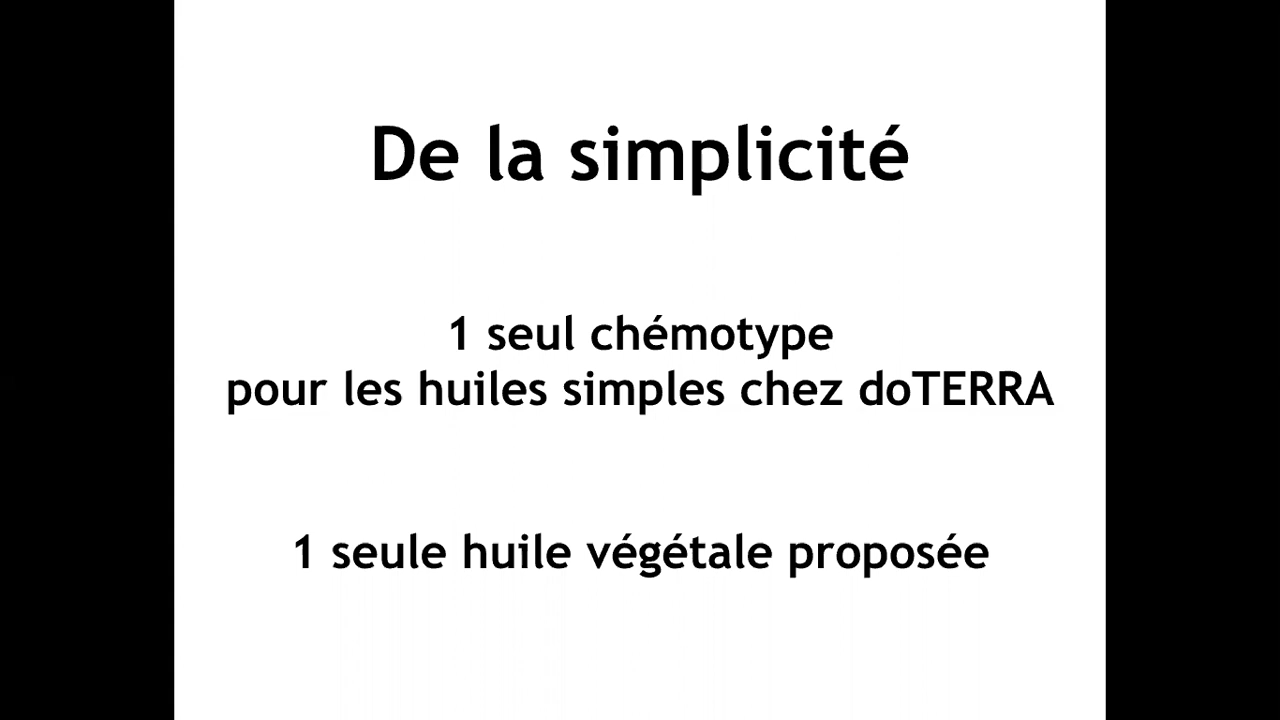 De la simplicité
1 seul chémotype
pour les huiles simples chez doTERRA
1 seule huile végétale proposée